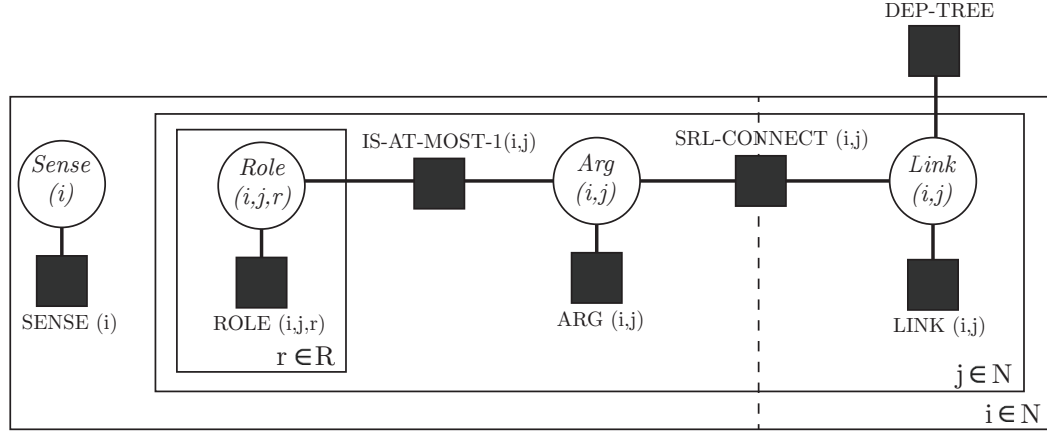 DEP-TREE
IS-AT-MOST-1(i,j)
SRL-CONNECT (i,j)
Sense
(i)
Role
(i,j,r)
Arg
(i,j)
Link
(i,j)
SENSE (i)
ROLE (i,j,r)
ARG (i,j)
LINK (i,j)
r∈R
j∈N
i∈N